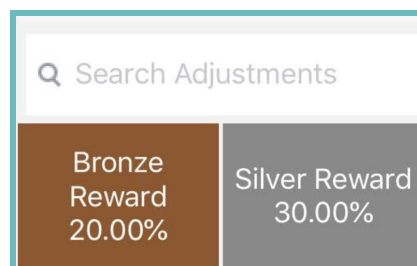 Search Adjustments
Bronze
Reward
20.00%
Silver Reward
30.00%